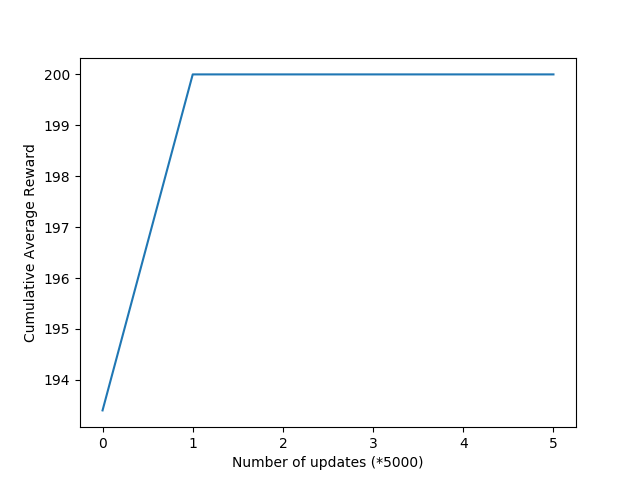 200
199
198
197
196
195
194
Cumulative Average Reward
0 1 2 3 4 5
Number of updates (*5000)